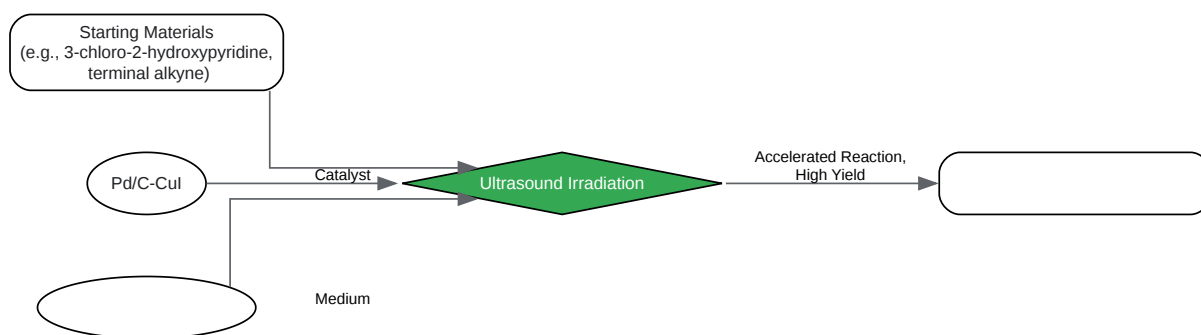 Starting Materials
(e.g., 3-chloro-2-hydroxypyridine,
terminal alkyne)
Pd/C-CuI
Catalyst
Ultrasound Irradiation
Accelerated Reaction,
High Yield
Medium